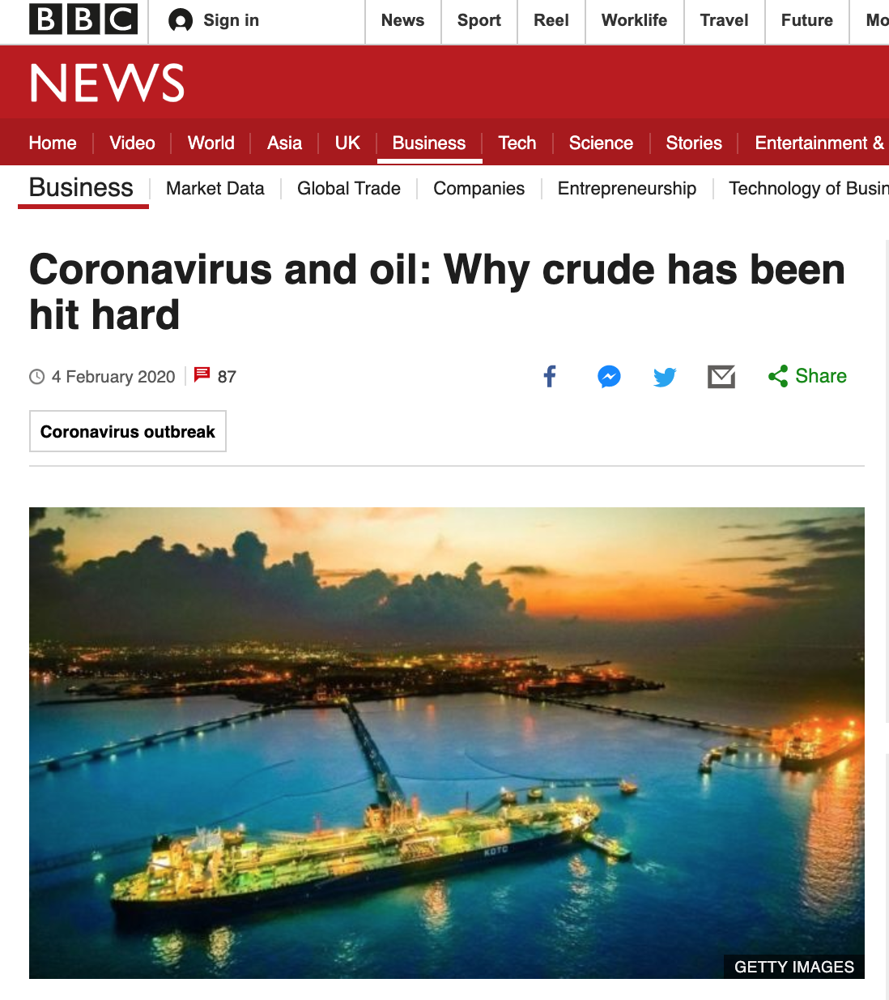 BBC Sign in News Sport Reel Worklife Travel Future Mo
NEWS
Home Video World Asia UK Business Tech Science Stories Entertainment &
Business Market Data Global Trade Companies Entrepreneurship Technology of Busin
Coronavirus and oil: Why crude has been
hit hard
4 February 2020 87 Share
Coronavirus outbreak
KOTC
GETTY IMAGES